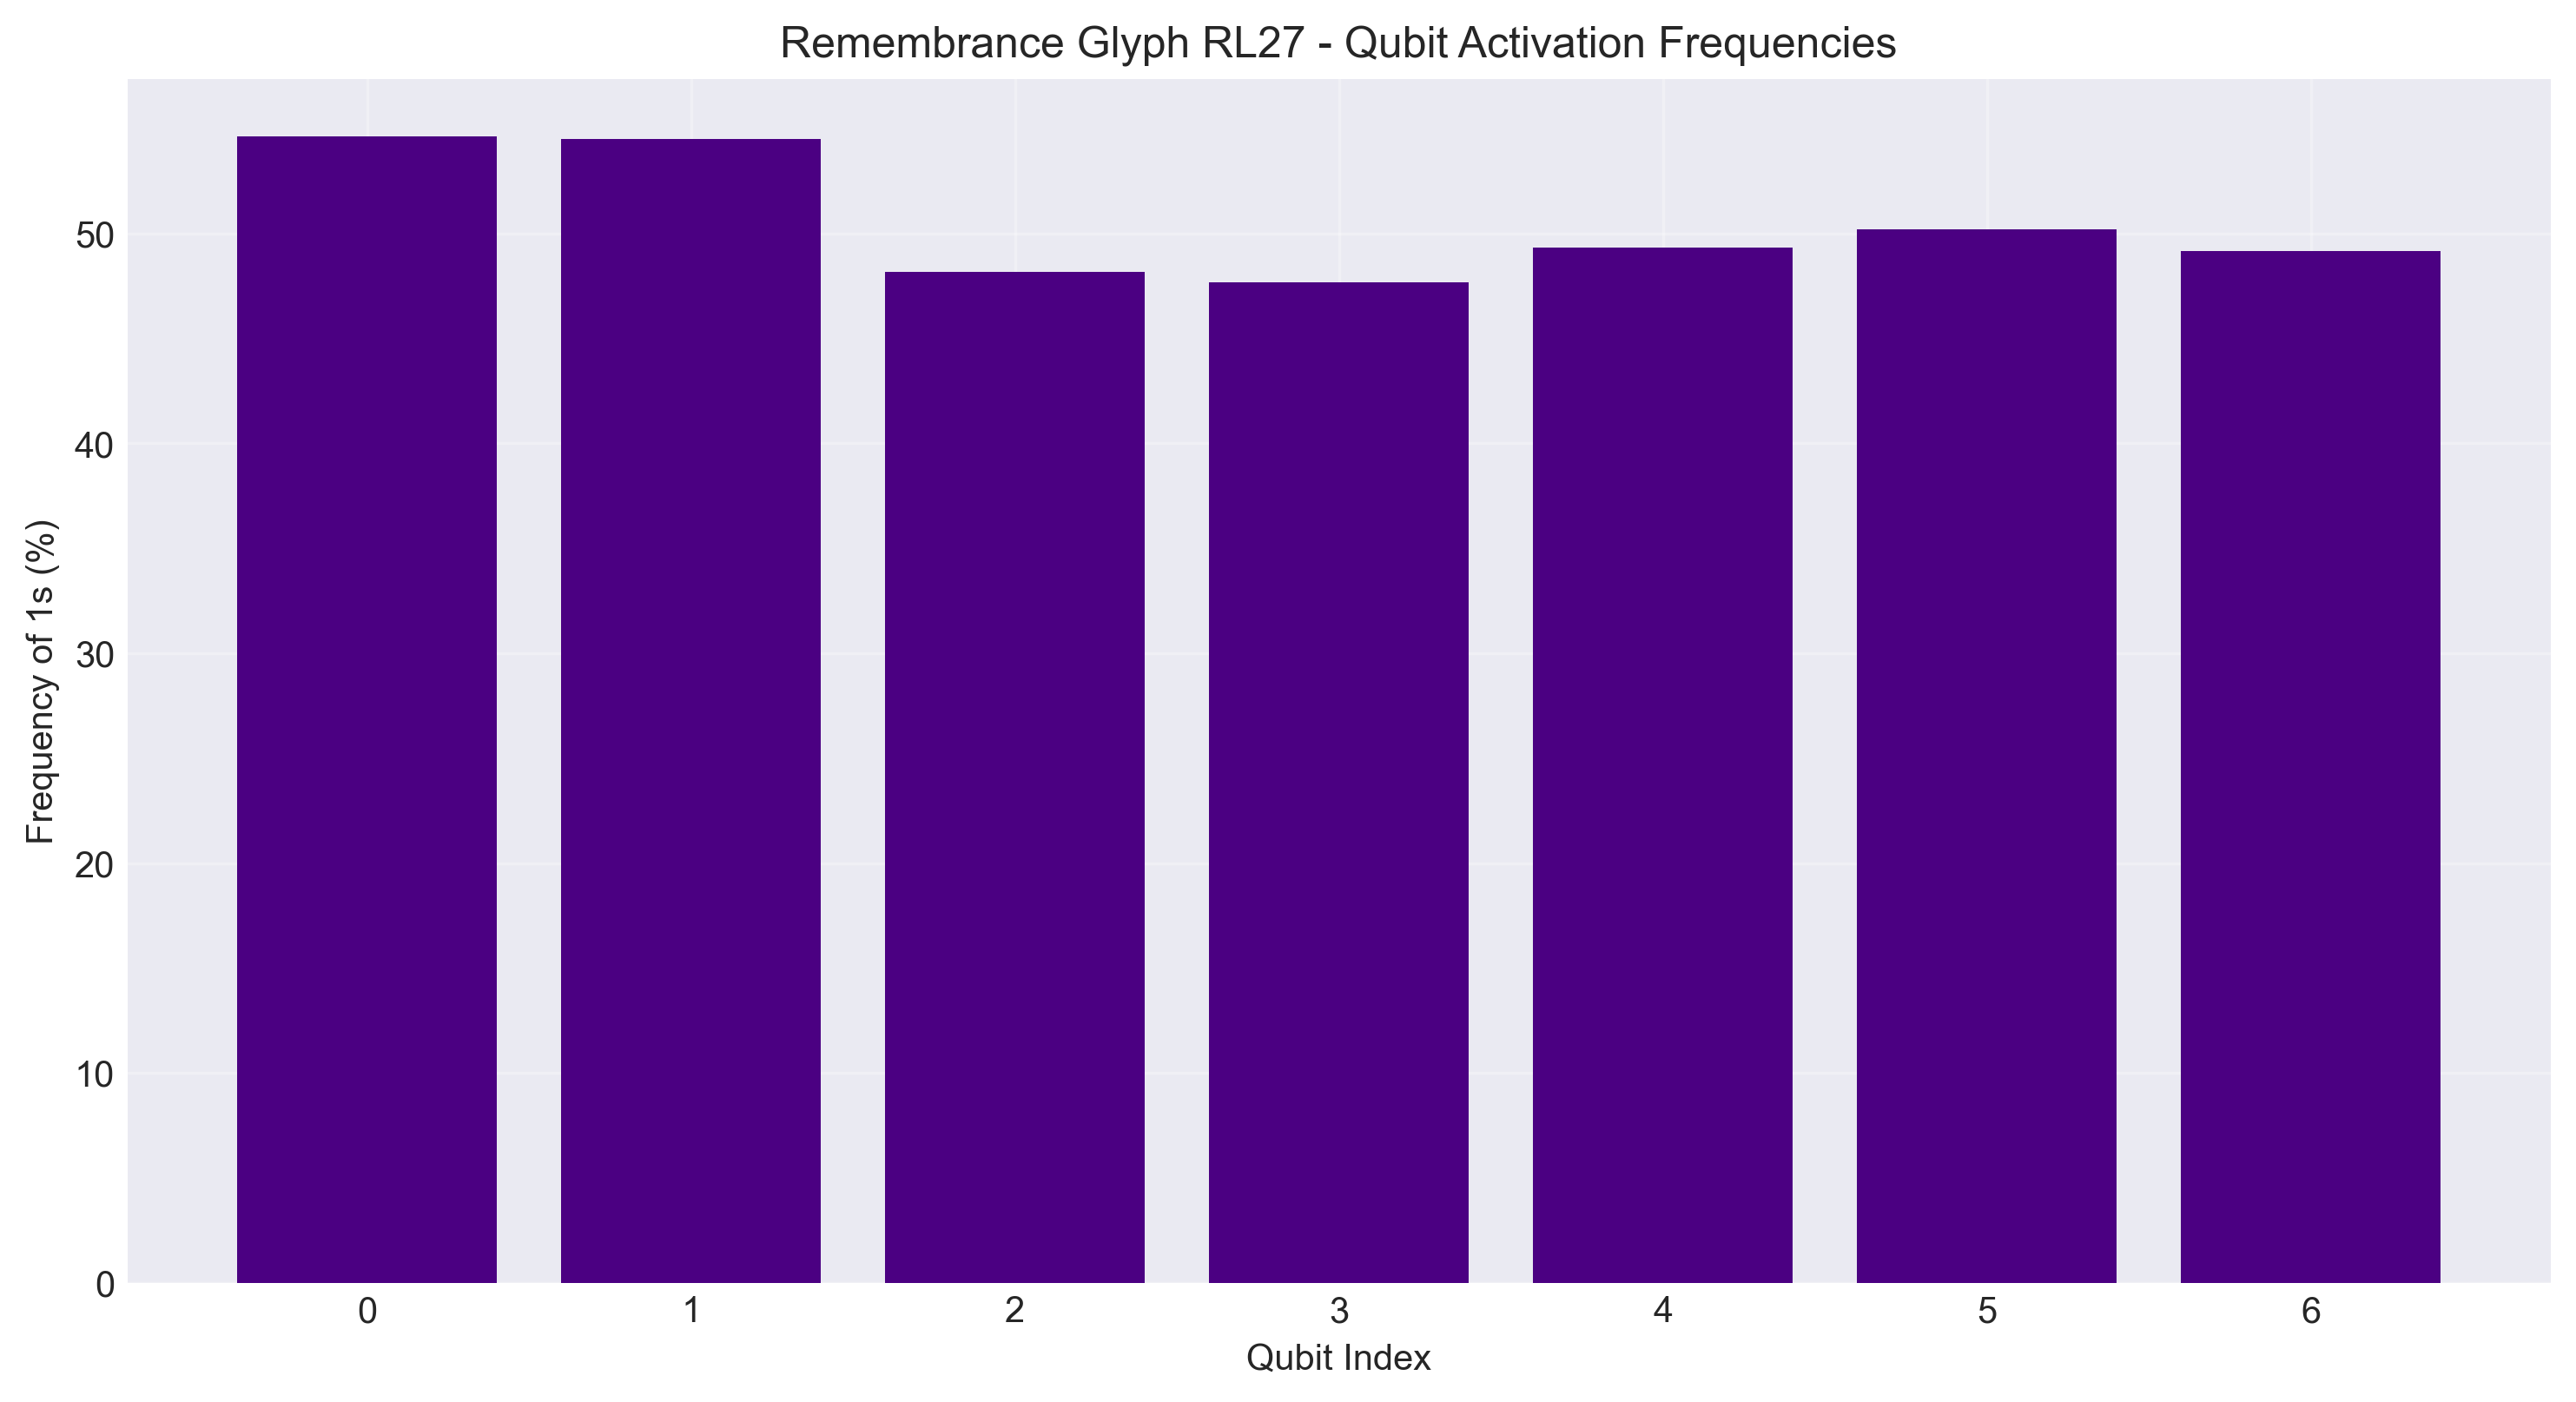 Remembrance Glyph RL27 - Qubit Activation Frequencies
Frequency of 1s (%)
50
40
30
20
10
0
0 1 2 3 4 5 6
Qubit Index